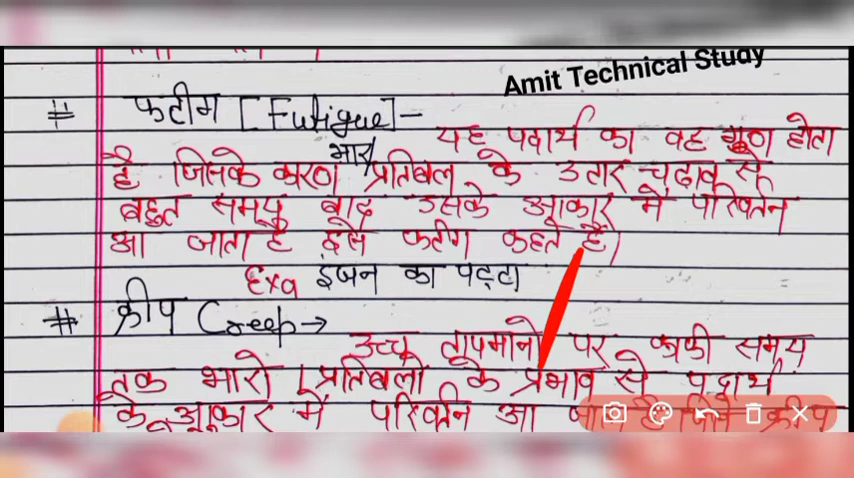 Amit Technical Study
# फटीग [Futigue]-
यह पदार्थ का वह गुण होता
भार/
है जिसके कारण प्रतिबल के उतार चढाव से
बहुत समय बाद उसके आकार में परिवर्तन
आ जाता है इसे फटीग कहते हैं।
Exa इंजन का पट्टा
# क्रीप Creep→
उच्च तापमानो पर काफी समय
तक भारो / प्रतिबलो के प्रभाव से पदार्थ
के आकार में परिवर्तन आ जाता है जिसे क्रीप